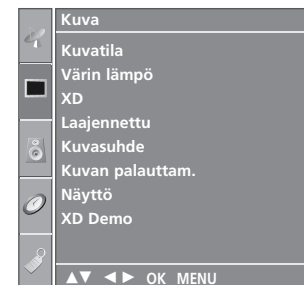 Kuva
Kuvatila
Värin lämpö
XD
Laajennettu
Kuvasuhde
Kuvan palauttam.
Näyttö
XD Demo
▲▼ ◄► OK MENU